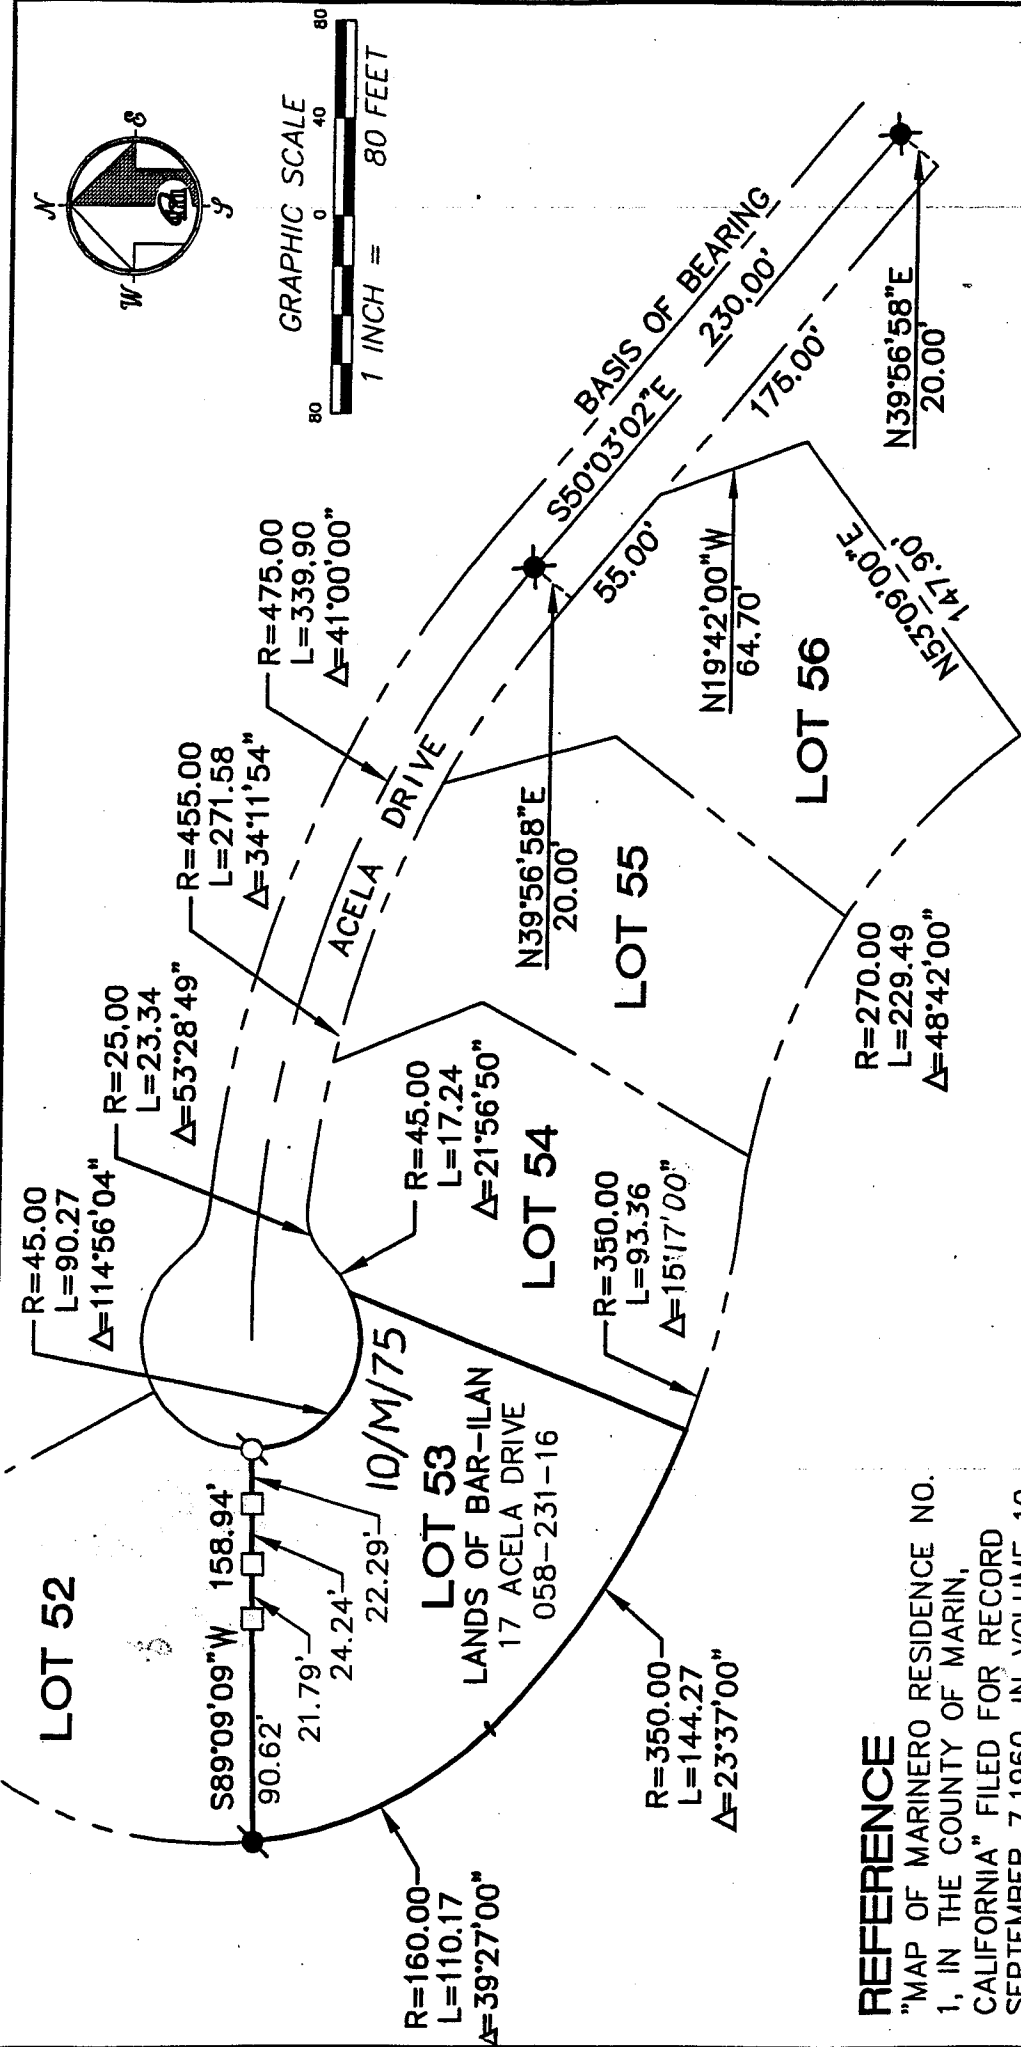 N
W
E
S
GRAPHIC SCALE
80
0
40
80
1 INCH = 80 FEET
LOT 52
R=45.00
L=90.27
Δ=114°56'04"
R=25.00
L=23.34
Δ=53°28'49"
R=455.00
L=271.58
Δ=34°11'54"
R=475.00
L=339.90
Δ=41°00'00"
BASIS OF BEARING
S50°03'02"E 230.00'
ACELA DRIVE
55.00'
175.00'
S89°09'09"W 158.94'
90.62'
21.79'
24.24'
22.29'
10/M/75
R=45.00
L=17.24
Δ=21°56'50"
LOT 53
LANDS OF BAR-ILAN
17 ACELA DRIVE
058-231-16
LOT 54
N39°56'58"E
20.00'
LOT 55
N19°42'00"W
64.70'
LOT 56
N53°09'00"E
147.90'
N39°56'58"E
20.00'
R=160.00
L=110.17
Δ=39°27'00"
R=350.00
L=144.27
Δ=23°37'00"
R=350.00
L=93.36
Δ=15°17'00"
R=270.00
L=229.49
Δ=48°42'00"
REFERENCE
"MAP OF MARINERO RESIDENCE NO.
1, IN THE COUNTY OF MARIN,
CALIFORNIA" FILED FOR RECORD
SEPTEMBER 7,1960 IN VOLUME 10